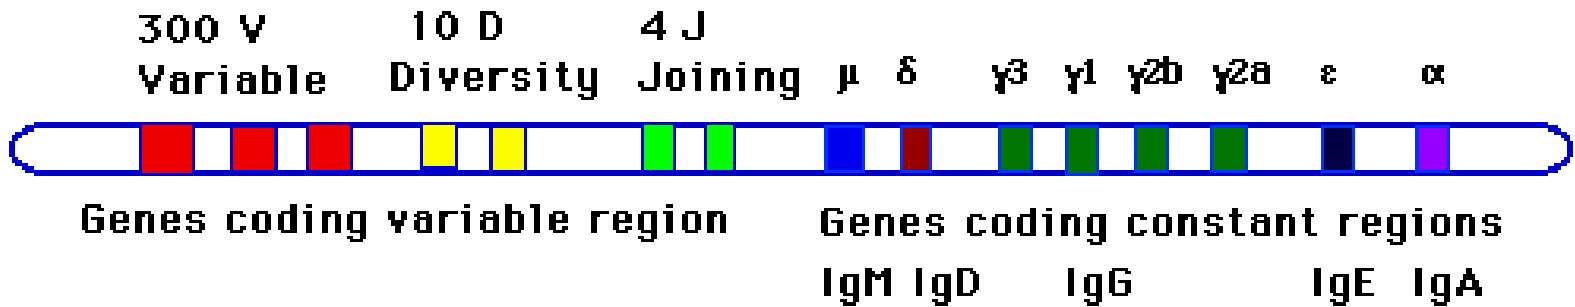 300 V 10 D 4 J
Variable Diversity Joining μ δ γ3 γ1 γ2b γ2a ε α
Genes coding variable region Genes coding constant regions
IgM IgD IgG IgE IgA